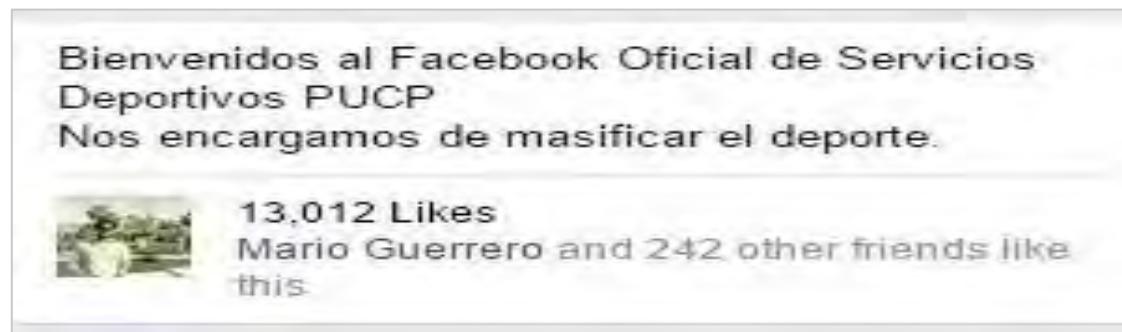 Bienvenidos al Facebook Oficial de Servicios
Deportivos PUCP
Nos encargamos de masificar el deporte.
13,012 Likes
Mario Guerrero and 242 other friends like
this.